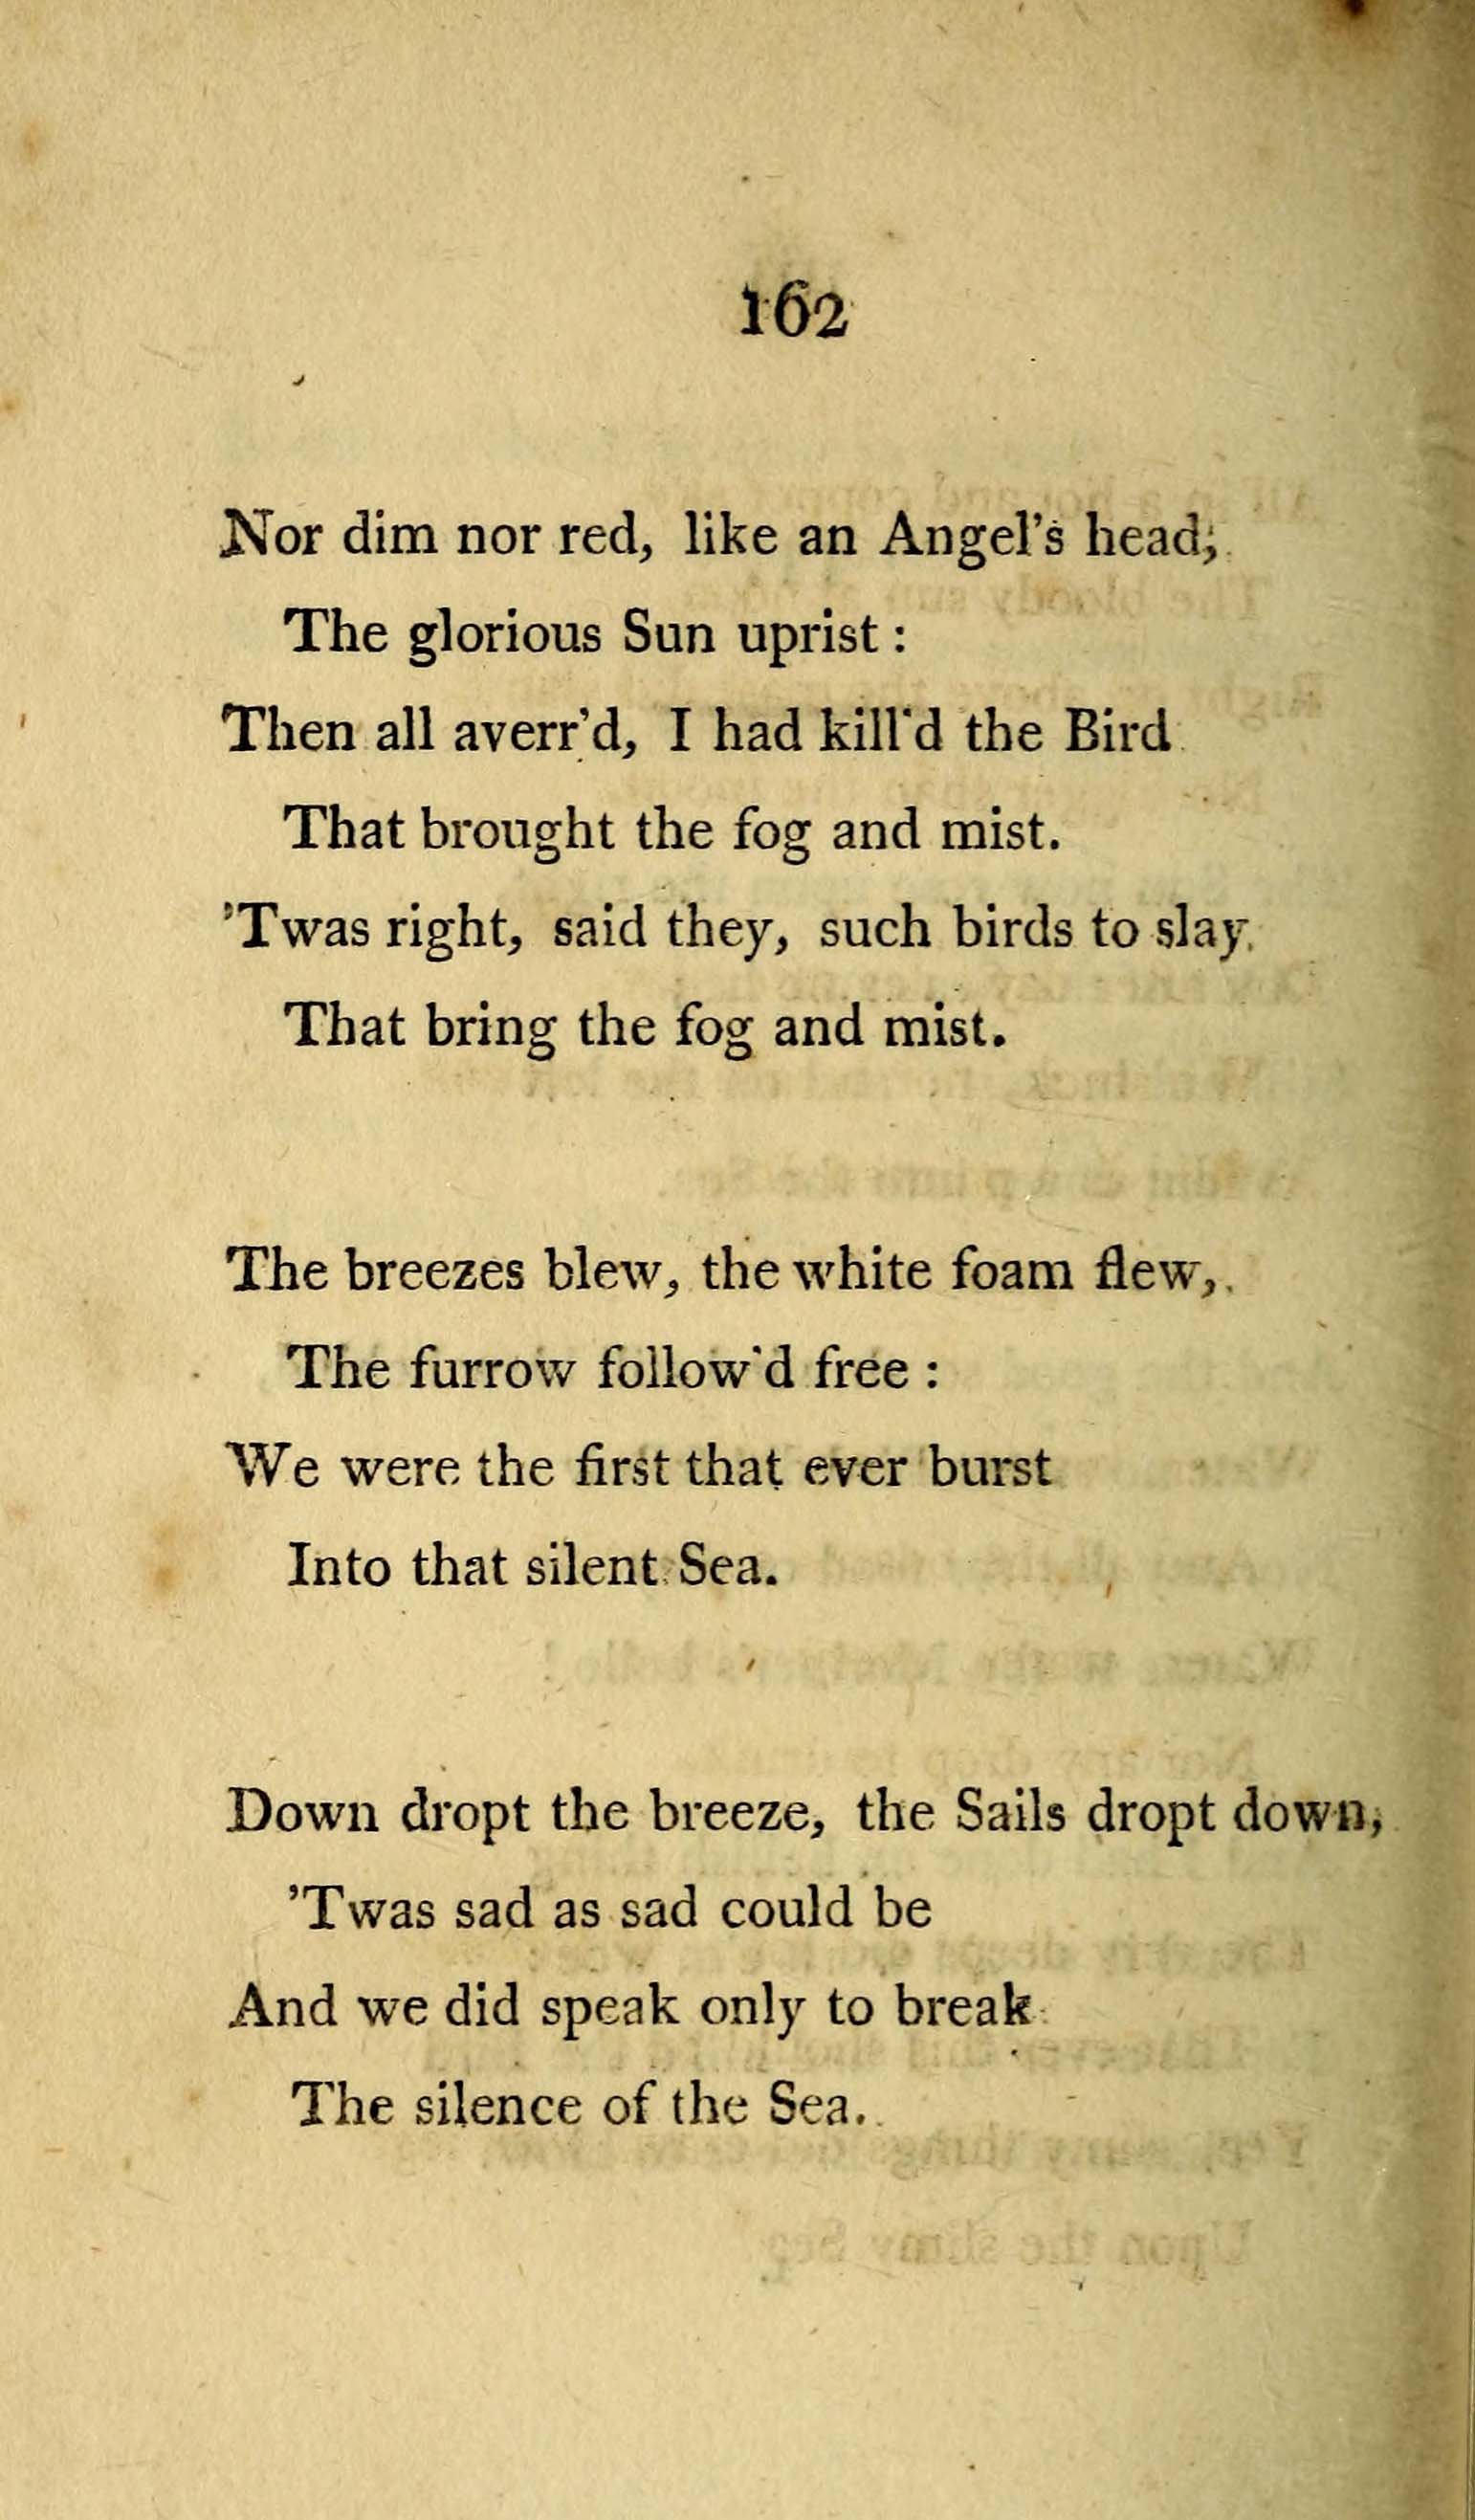 162
Nor dim nor red, like an Angel's head,
The glorious Sun uprist :
Then all averr'd, I had kill'd the Bird
That brought the fog and mist.
'Twas right, said they, such birds to slay
That bring the fog and mist.
The breezes blew, the white foam flew,
The furrow follow'd free :
We were the first that ever burst
Into that silent Sea.
Down dropt the breeze, the Sails dropt down,
'Twas sad as sad could be
And we did speak only to break
The silence of the Sea.